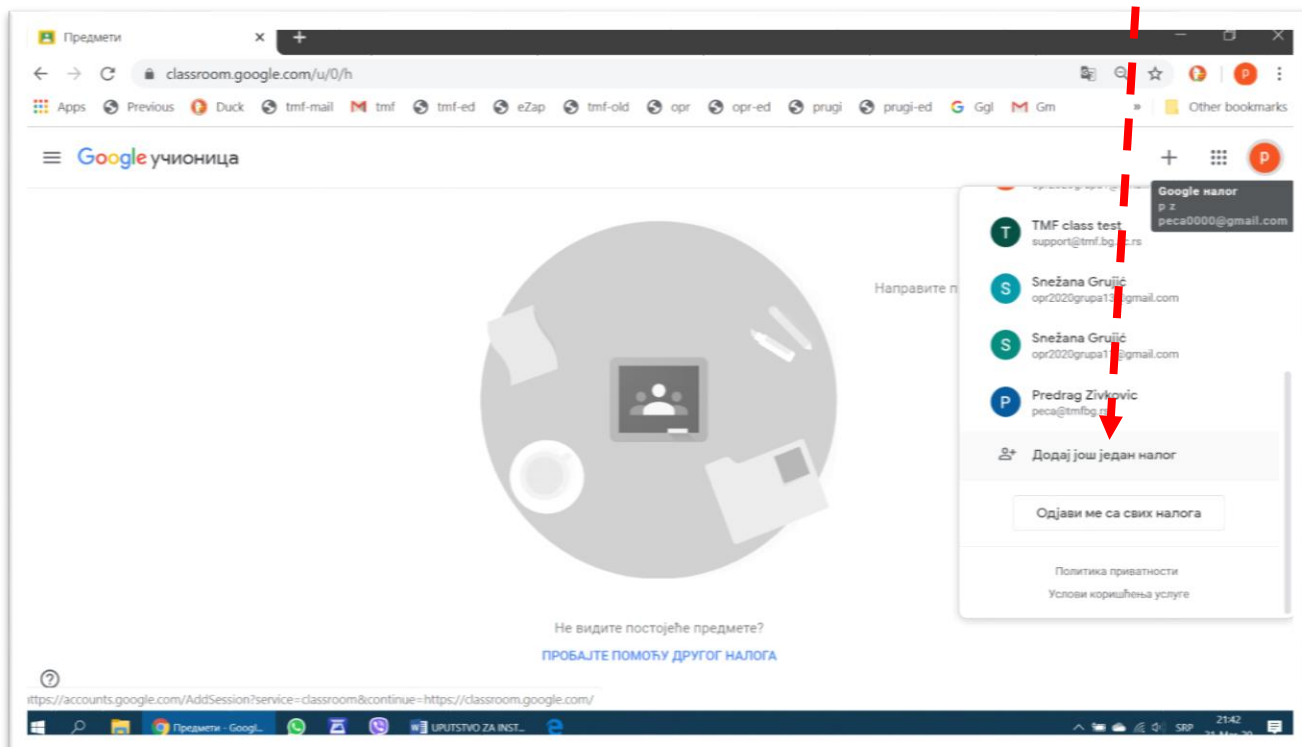 Предмети
classroom.google.com/u/0/h
Apps Previous Duck tmf-mail tmf tmf-ed eZap tmf-old opr opr-ed prugi prugi-ed Ggl Gm » Other bookmarks
Google учионица
Google налог
p z
peca0000@gmail.com
TMF class test
Snežana Grujić
Snežana Grujić
Predrag Zivkovic
Направите
Додај још један налог
Одјави ме са свих налога
Политика приватности
Услови коришћења услуге
Не видите постојеће предмете?
ПРОБАЈТЕ ПОМОЋУ ДРУГОГ НАЛОГА
ttps://accounts.google.com/AddSession?service=classroom&continue=https://classroom.google.com/
Предмети - Googl... UPUTSTVO ZA INST... SRP 21:42